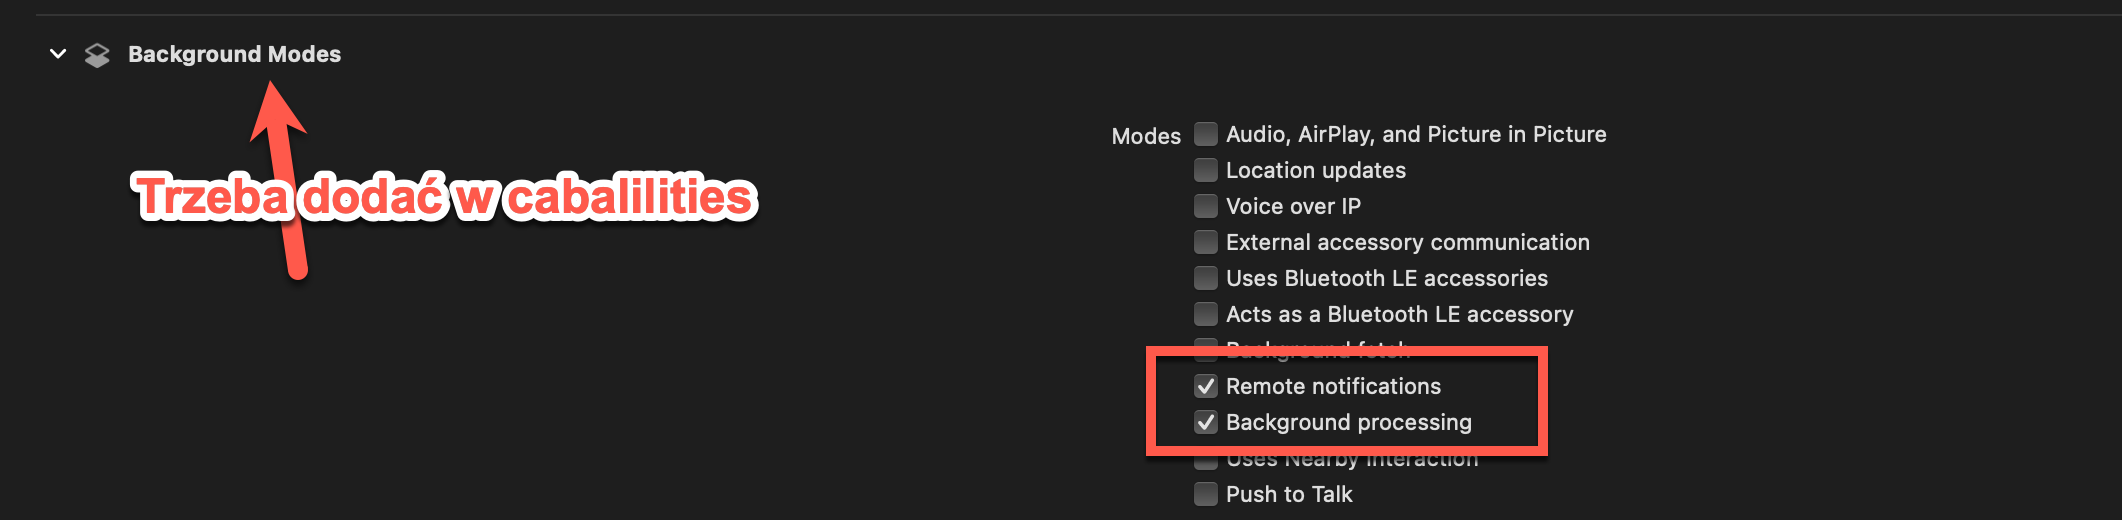 Background Modes
Trzeba dodać w cabalilities
Modes
Audio, AirPlay, and Picture in Picture
Location updates
Voice over IP
External accessory communication
Uses Bluetooth LE accessories
Acts as a Bluetooth LE accessory
Background fetch
Remote notifications
Background processing
Uses Nearby Interaction
Push to Talk